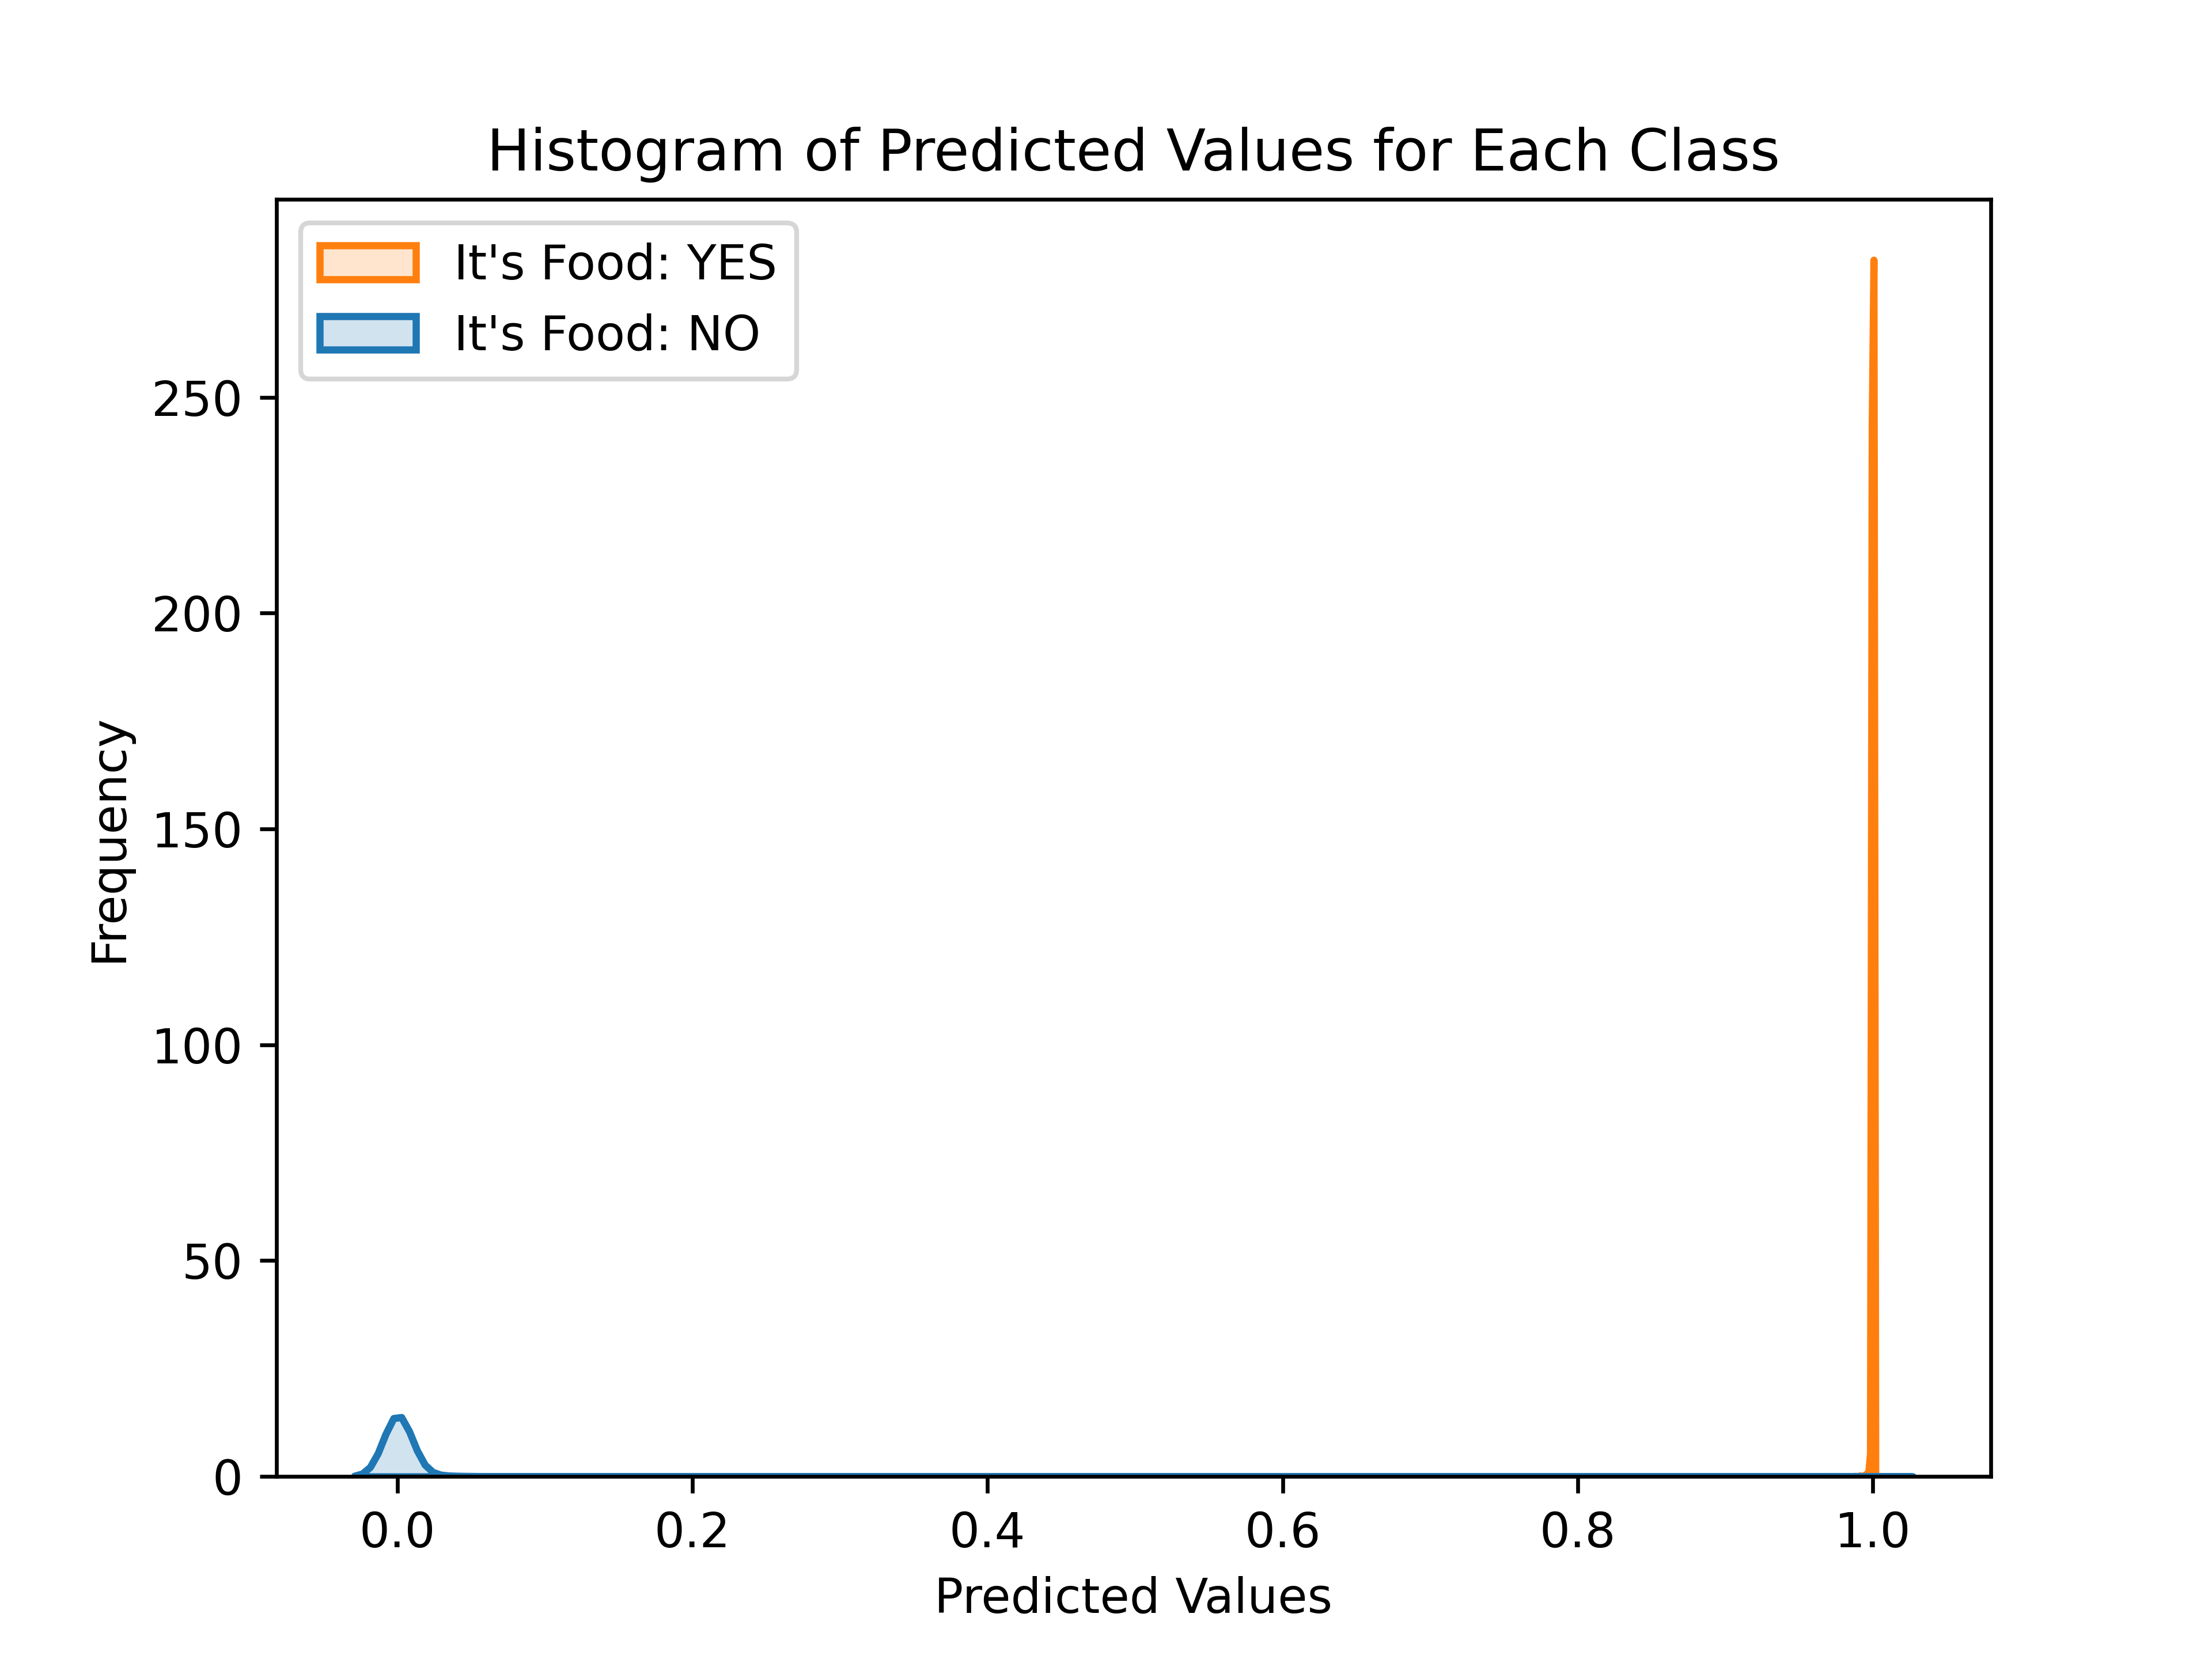 Histogram of Predicted Values for Each Class
It's Food: YES
It's Food: NO
250
200
150
100
50
0
Frequency
0.0 0.2 0.4 0.6 0.8 1.0
Predicted Values